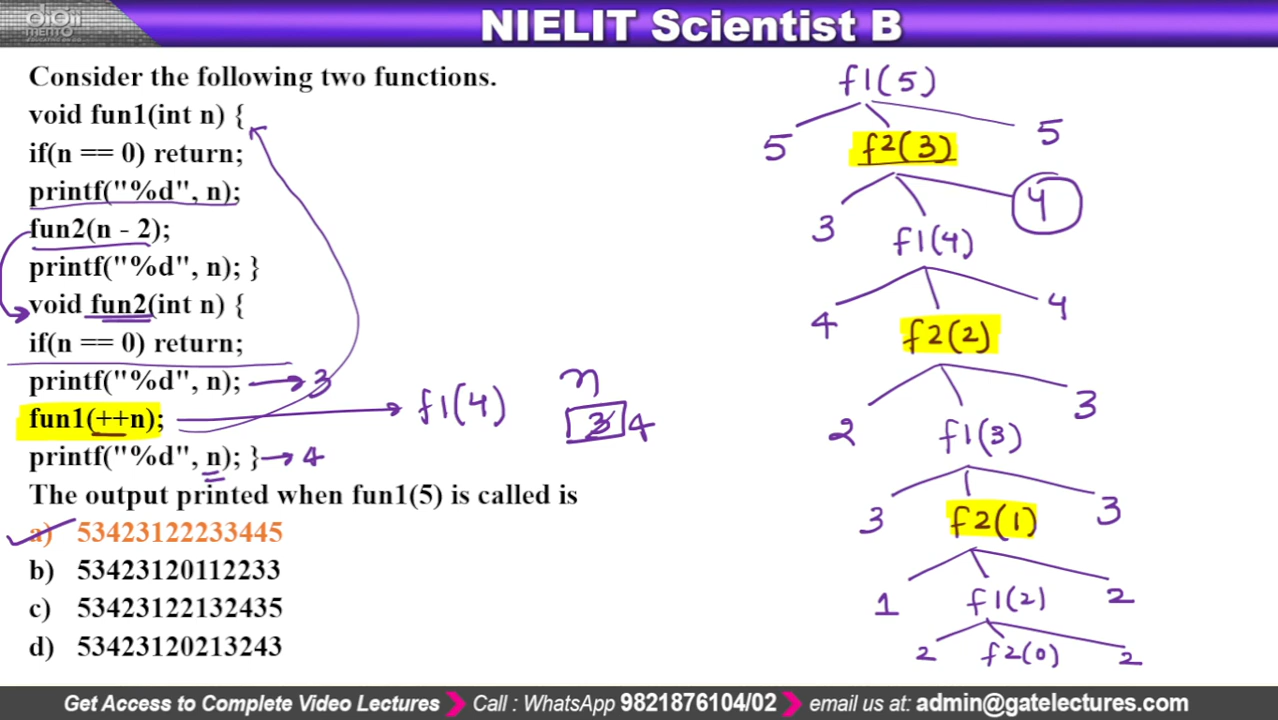 digii
MENTO
NIELIT Scientist B
Consider the following two functions.
void fun1(int n) {
if(n == 0) return;
printf("%d", n);
fun2(n - 2);
printf("%d", n); }
void fun2(int n) {
if(n == 0) return;
printf("%d", n); → 3
fun1(++n); → f1(4)
n
3 4
printf("%d", n); } → 4
The output printed when fun1(5) is called is
a) 53423122233445
b) 53423120112233
c) 53423122132435
d) 53423120213243
f1(5)
5 f2(3) 5
3 f1(4) 4
4 f2(2) 4
2 f1(3) 3
3 f2(1) 3
1 f1(2) 2
2 f2(0) 2
Get Access to Complete Video Lectures Call : WhatsApp 9821876104/02 email us at: admin@gatelectures.com